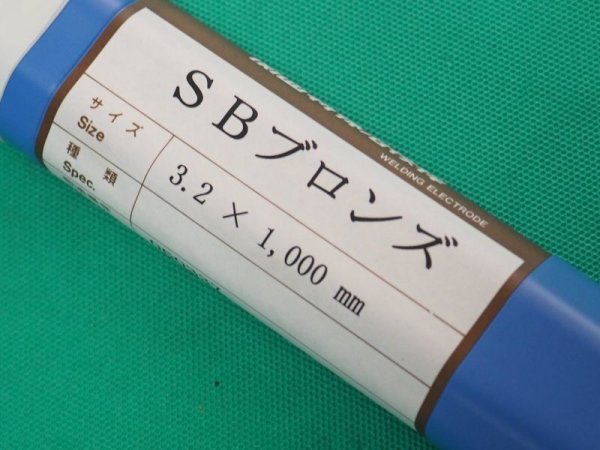 WELDING ELECTRODE
SBブロンズ
サイズ
Size
3.2 × 1,000 mm
種類
Spec.